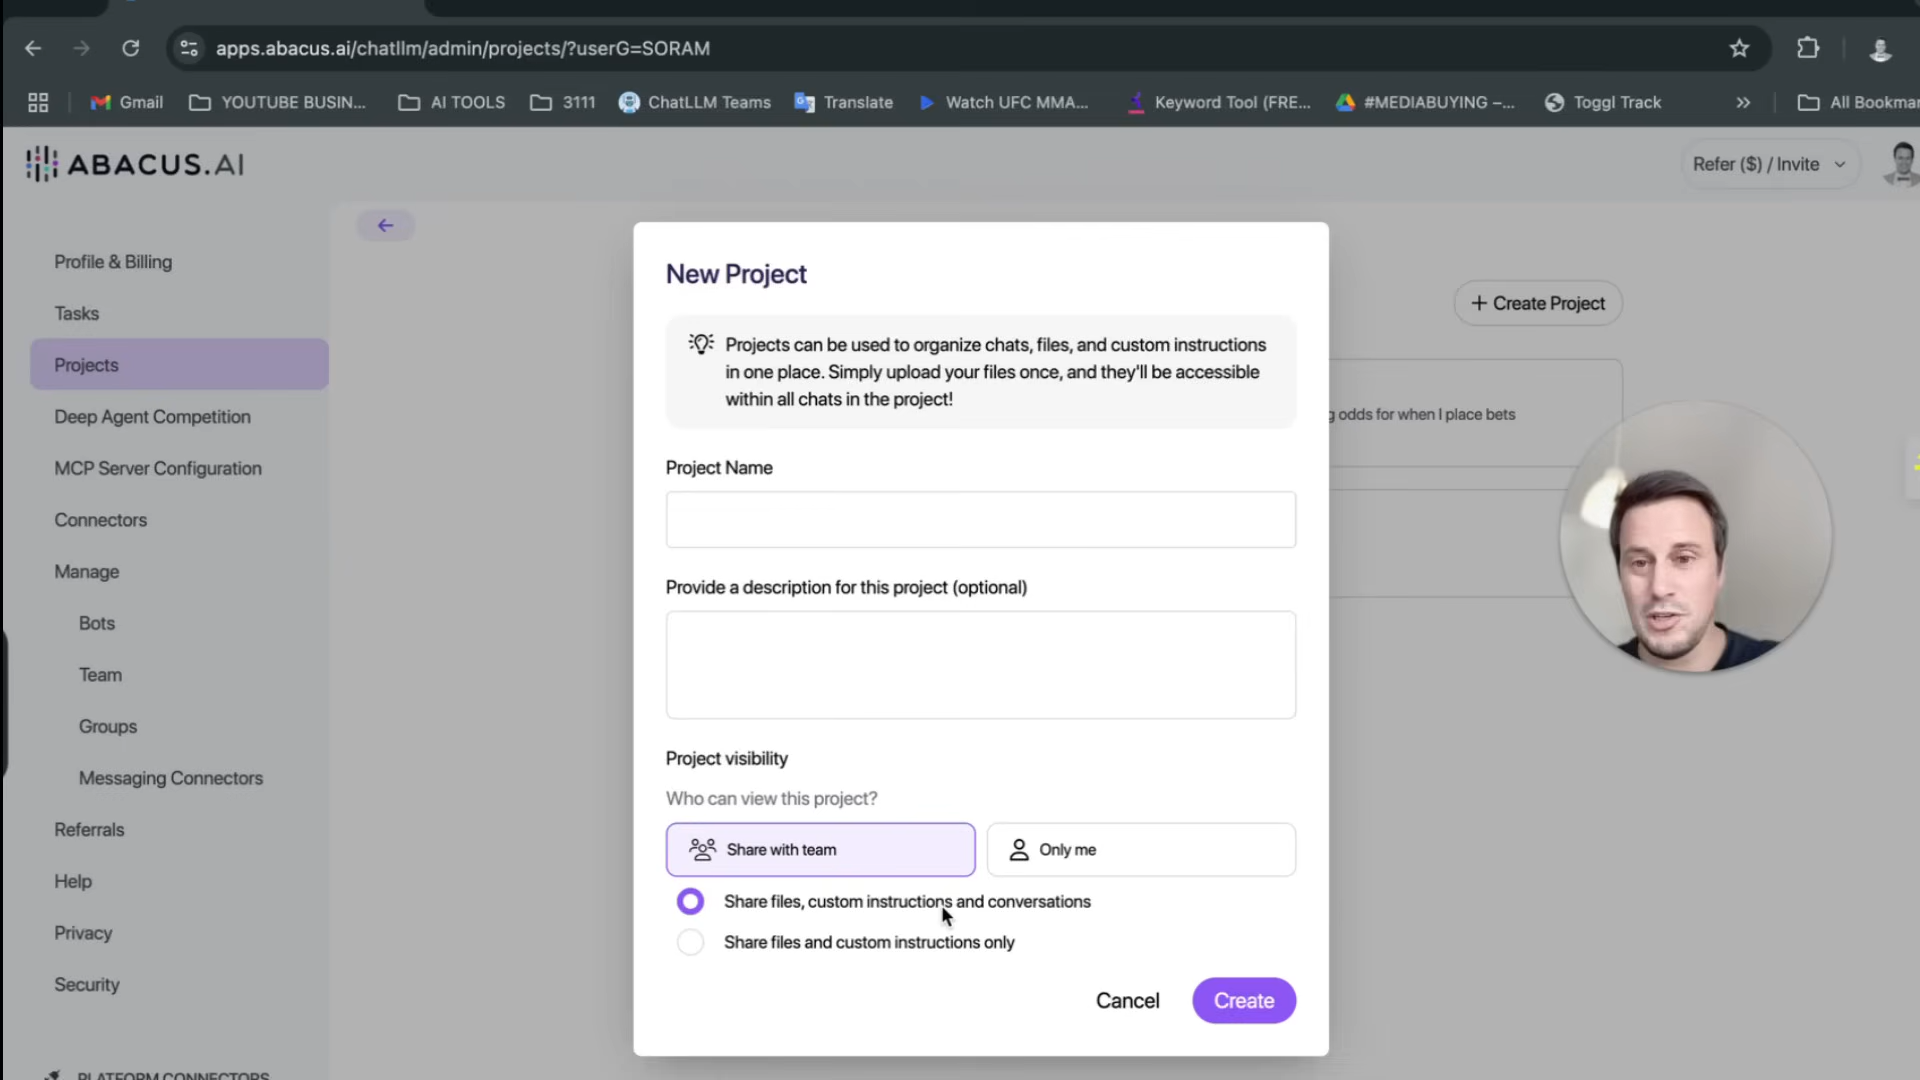 apps.abacus.ai/chatllm/admin/projects/?userG=SORAM
Gmail
YOUTUBE BUSIN...
AI TOOLS
3111
ChatLLM Teams
Translate
Watch UFC MMA...
Keyword Tool (FRE...
#MEDIABUYING –...
Toggl Track
All Bookmar
ABACUS.AI
Refer ($) / Invite
Profile & Billing
Tasks
Projects
Deep Agent Competition
MCP Server Configuration
Connectors
Manage
Bots
Team
Groups
Messaging Connectors
Referrals
Help
Privacy
Security
PLATFORM CONNECTORS
+ Create Project
g odds for when I place bets
New Project
Projects can be used to organize chats, files, and custom instructions
in one place. Simply upload your files once, and they'll be accessible
within all chats in the project!
Project Name
Provide a description for this project (optional)
Project visibility
Who can view this project?
Share with team
Only me
Share files, custom instructions and conversations
Share files and custom instructions only
Cancel
Create